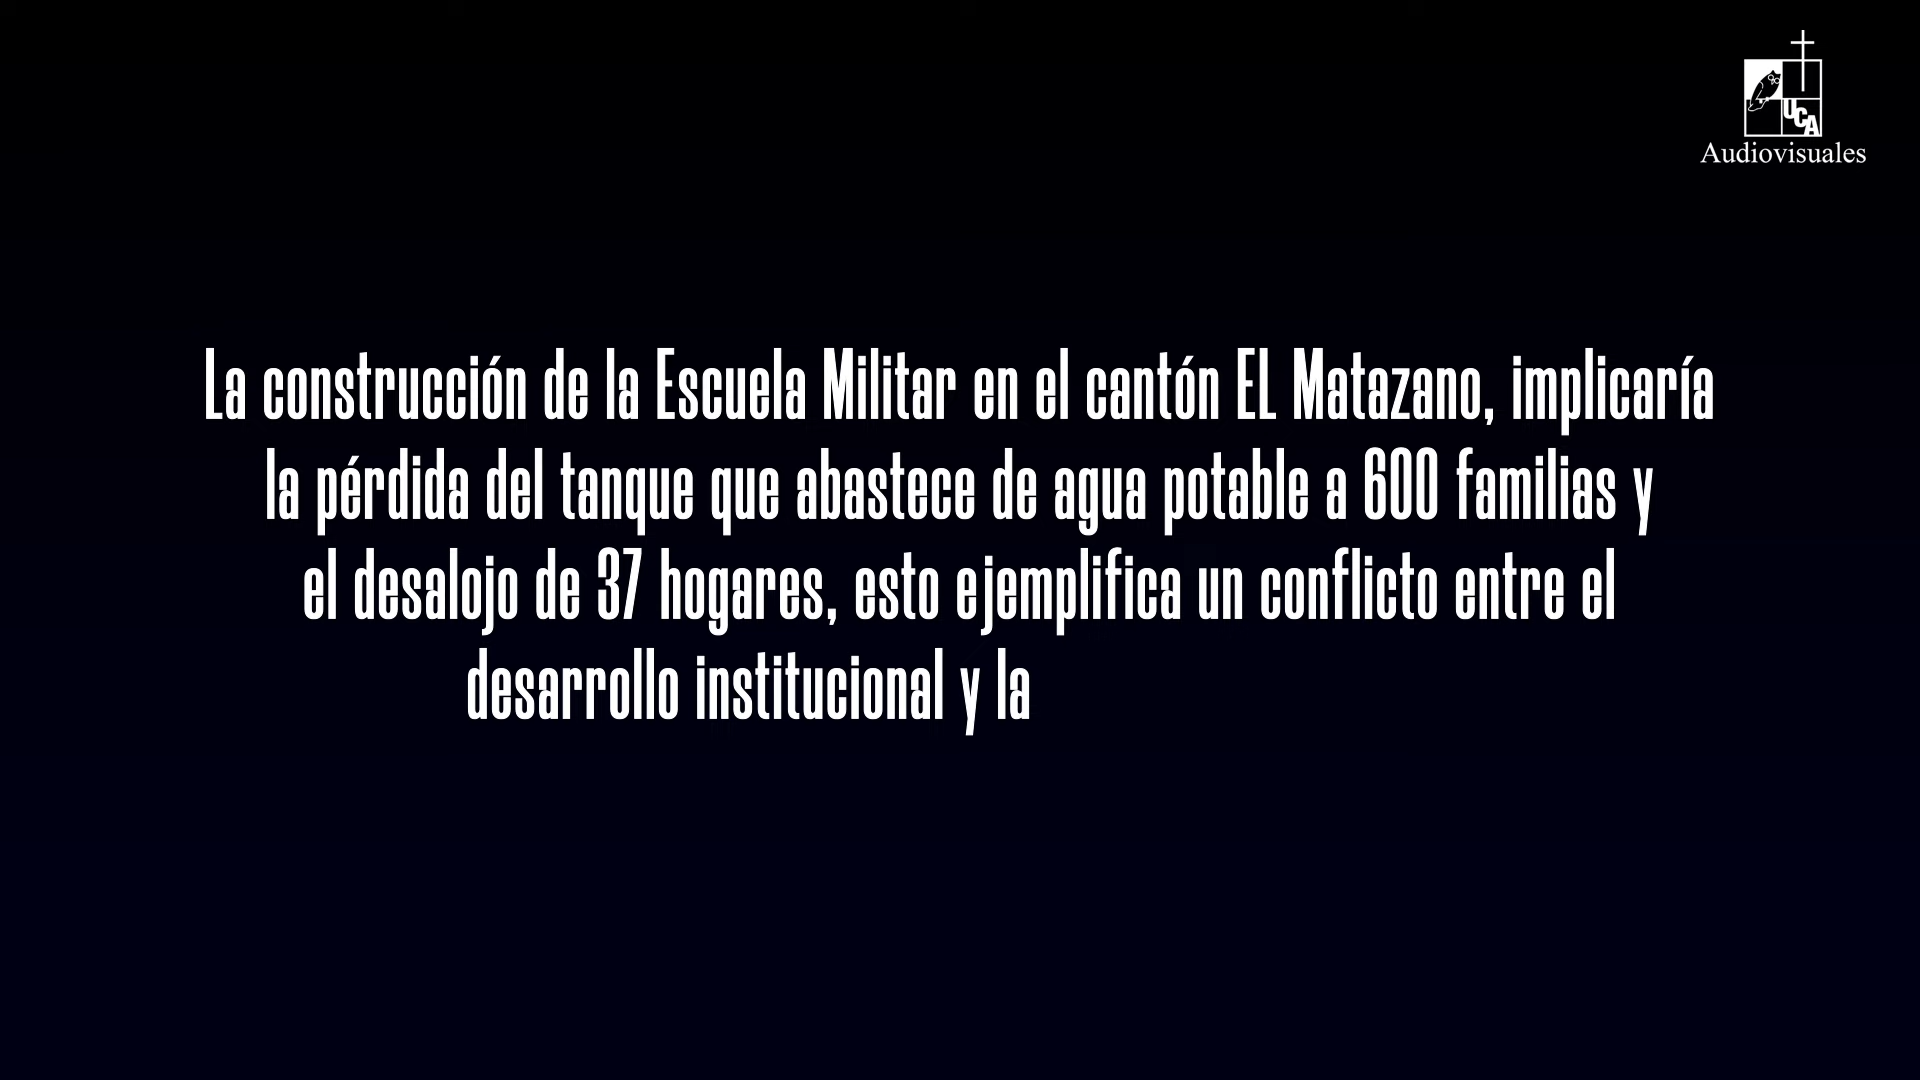 UCA
Audiovisuales
La construcción de la Escuela Militar en el cantón EL Matazano, implicaría
la pérdida del tanque que abastece de agua potable a 600 familias y
el desalojo de 37 hogares, esto ejemplifica un conflicto entre el
desarrollo institucional y la